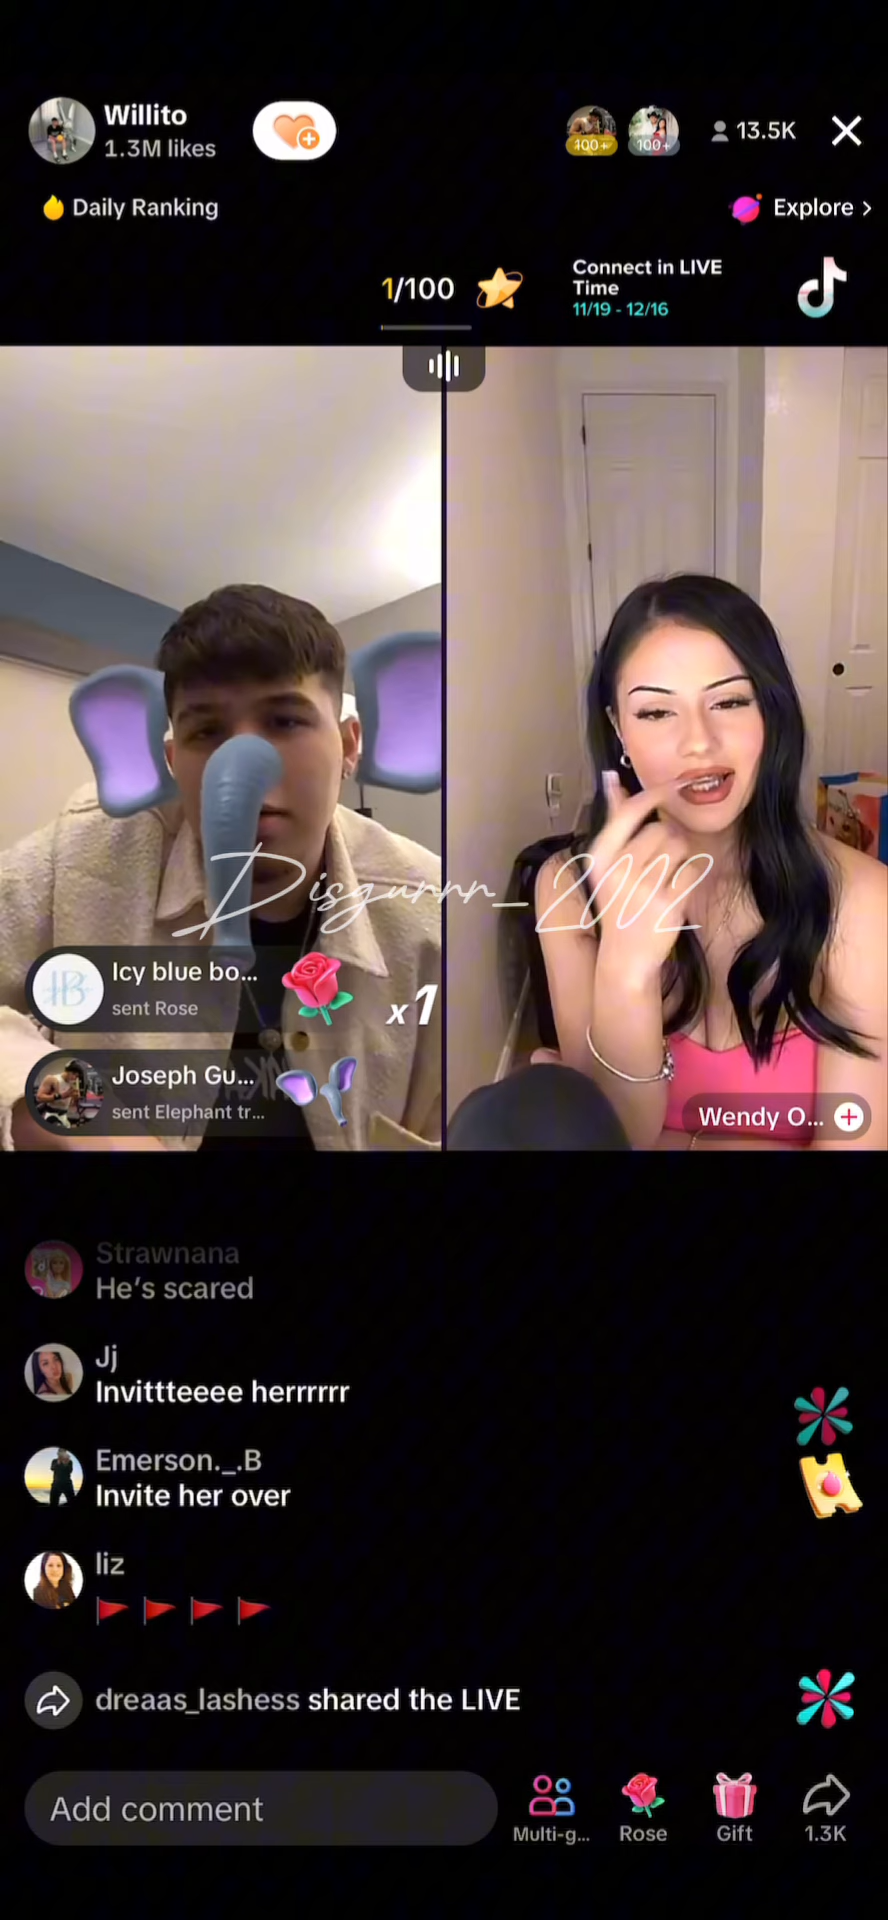 Willito
1.3M likes
100+
100+
13.5K
Daily Ranking
Explore >
1/100
Connect in LIVE
Time
11/19 - 12/16
Disgurrr_2002
Icy blue bo...
sent Rose
x1
Joseph Gu...
sent Elephant tr...
Wendy O...
Strawnana
He's scared
Jj
Invittteeee herrrrrr
Emerson._.B
Invite her over
liz
dreaas_lashess shared the LIVE
Add comment
Multi-g...
Rose
Gift
1.3K